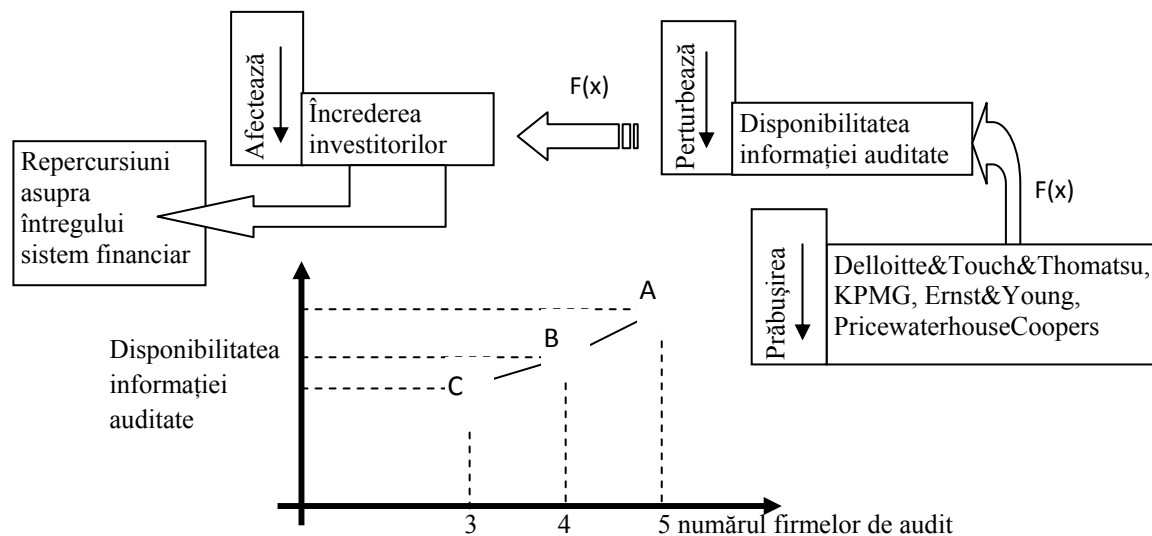 Afectează
Încrederea
investitorilor
F(x)
Perturbează
Disponibilitatea
informației auditate
Repercursiuni
asupra
întregului
sistem financiar
F(x)
Prăbușirea
Delloitte&Touch&Thomatsu,
KPMG, Ernst&Young,
PricewaterhouseCoopers
A
B
C
Disponibilitatea
informației
auditate
3 4 5 numărul firmelor de audit